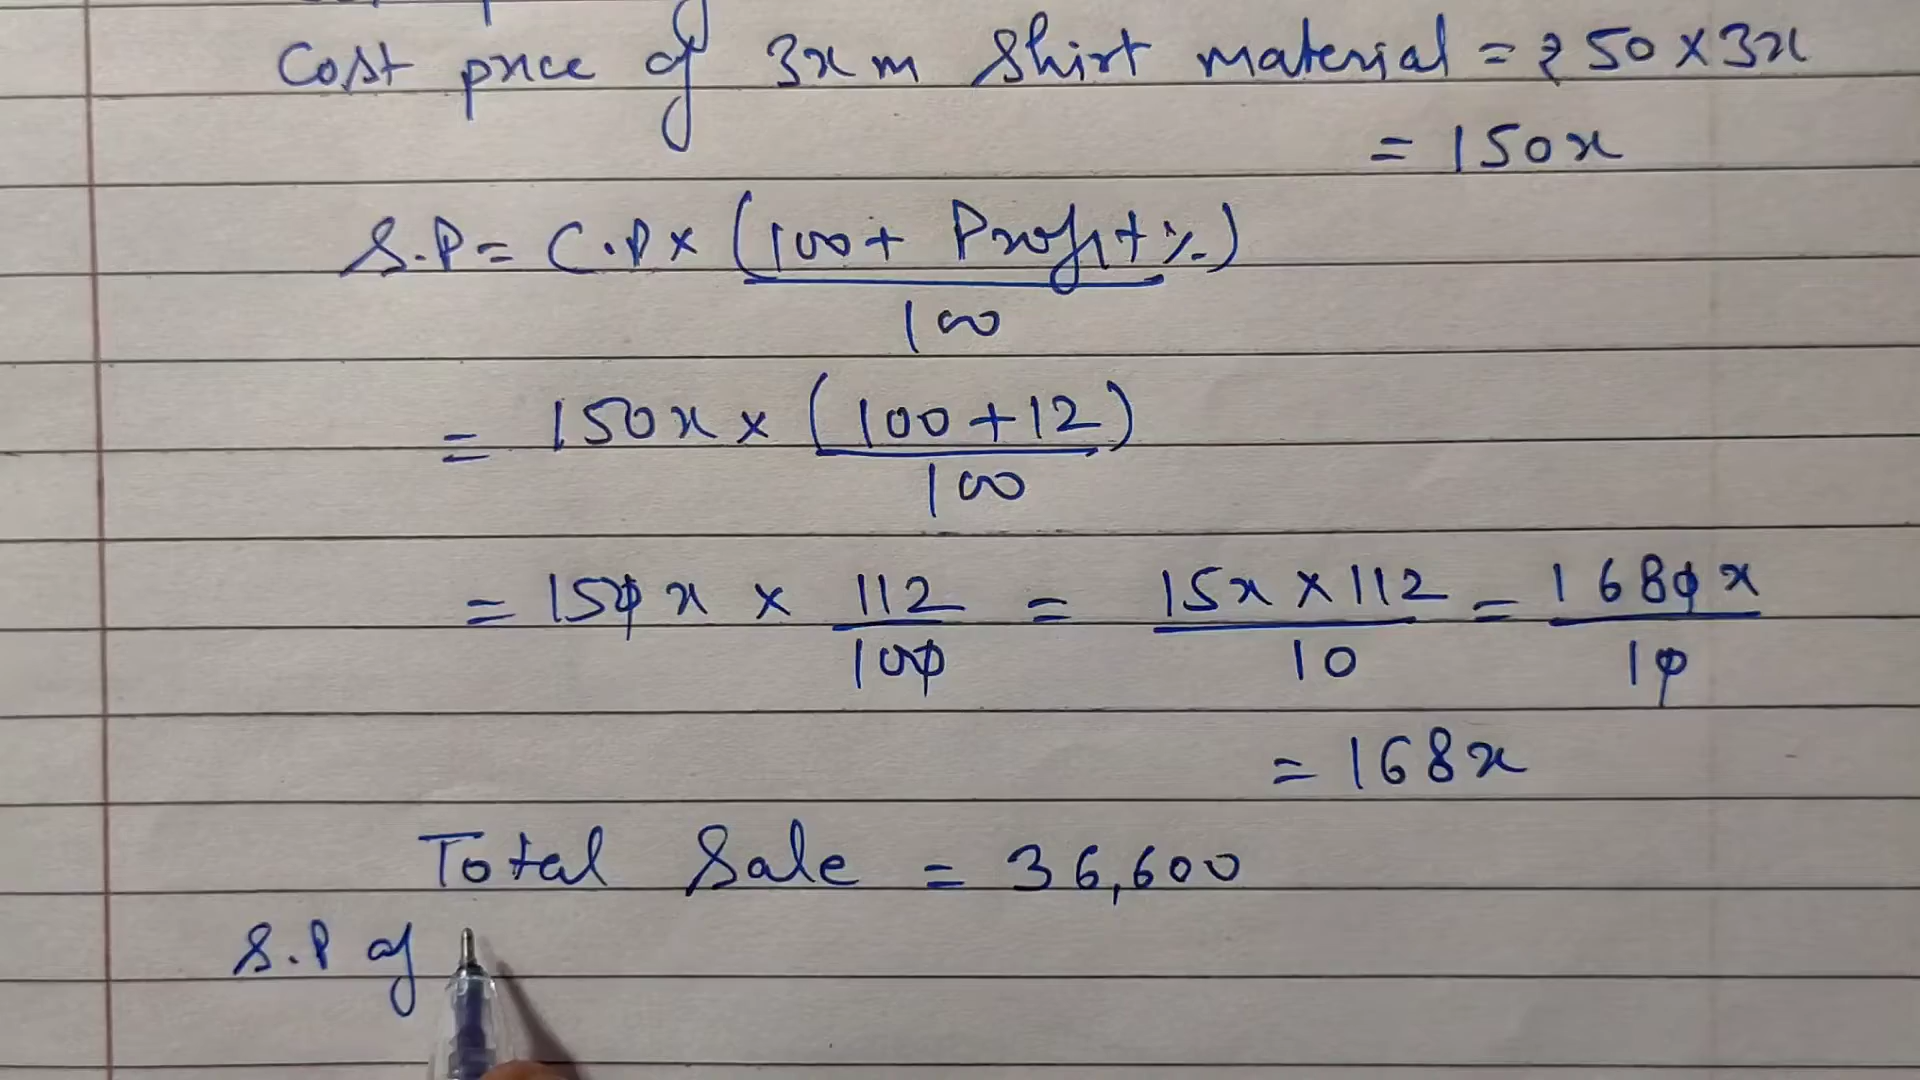 Cost price of 3x m Shirt material = ₹ 50 × 3x
= 150x
S.P = C.P × (100 + Profit %) / 100
= 150x × (100 + 12) / 100
= 150x × 112 / 100 = 15x × 112 / 10 = 1680x / 10
= 168x
Total Sale = 36,600
S.P of